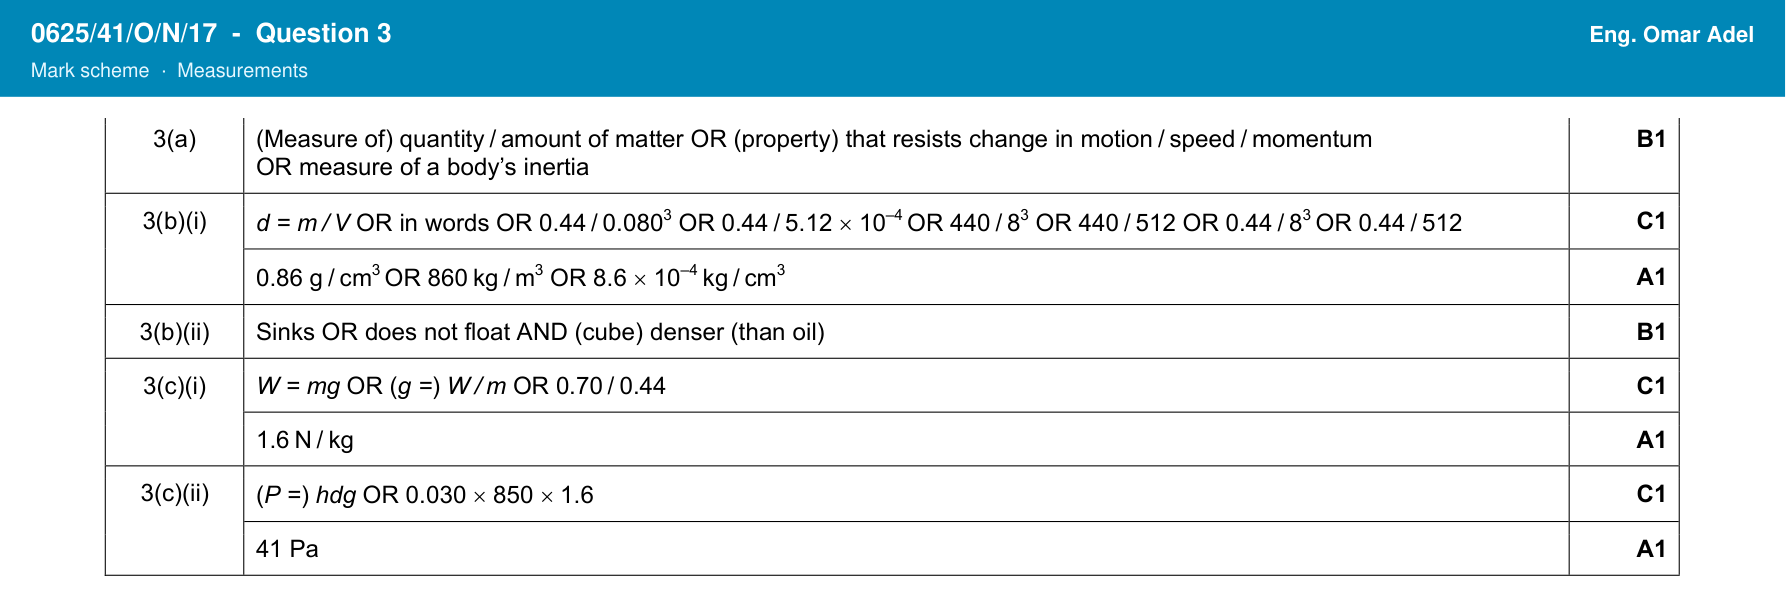 0625/41/O/N/17 - Question 3
Eng. Omar Adel
Mark scheme · Measurements
3(a) (Measure of) quantity / amount of matter OR (property) that resists change in motion / speed / momentum B1
OR measure of a body's inertia
3(b)(i) d = m / V OR in words OR 0.44 / 0.080³ OR 0.44 / 5.12 × 10⁻⁴ OR 440 / 8³ OR 440 / 512 OR 0.44 / 8³ OR 0.44 / 512 C1
0.86 g / cm³ OR 860 kg / m³ OR 8.6 × 10⁻⁴ kg / cm³ A1
3(b)(ii) Sinks OR does not float AND (cube) denser (than oil) B1
3(c)(i) W = mg OR (g =) W / m OR 0.70 / 0.44 C1
1.6 N / kg A1
3(c)(ii) (P =) hdg OR 0.030 × 850 × 1.6 C1
41 Pa A1